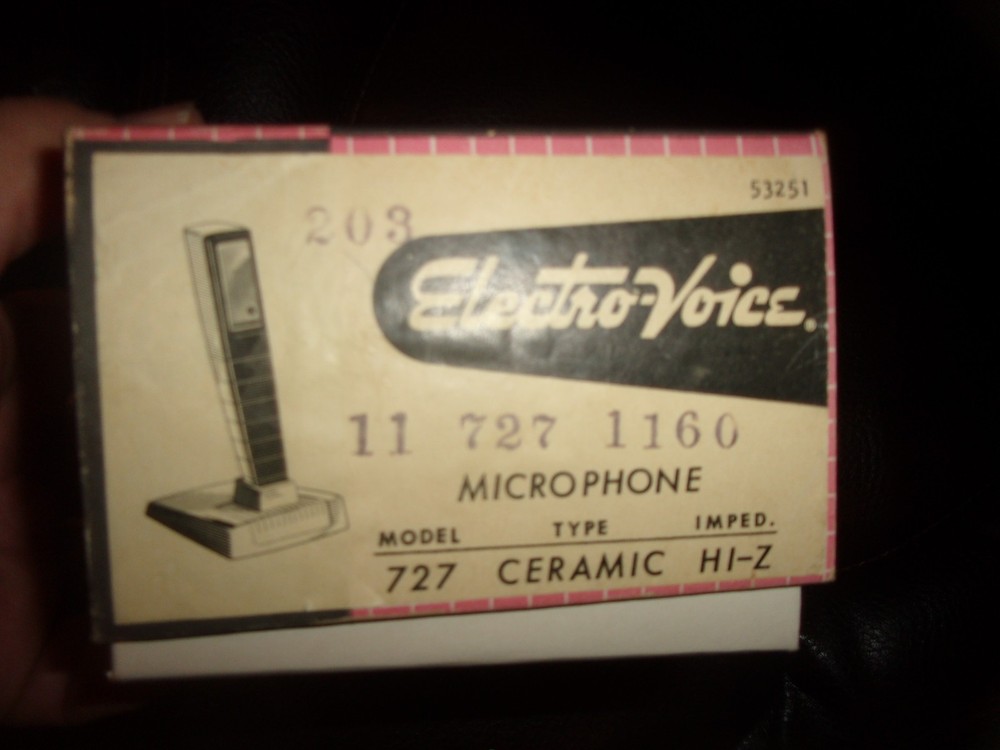 53251
203
Electro-Voice.
11 727 1160
MICROPHONE
MODEL TYPE IMPED.
727 CERAMIC HI-Z